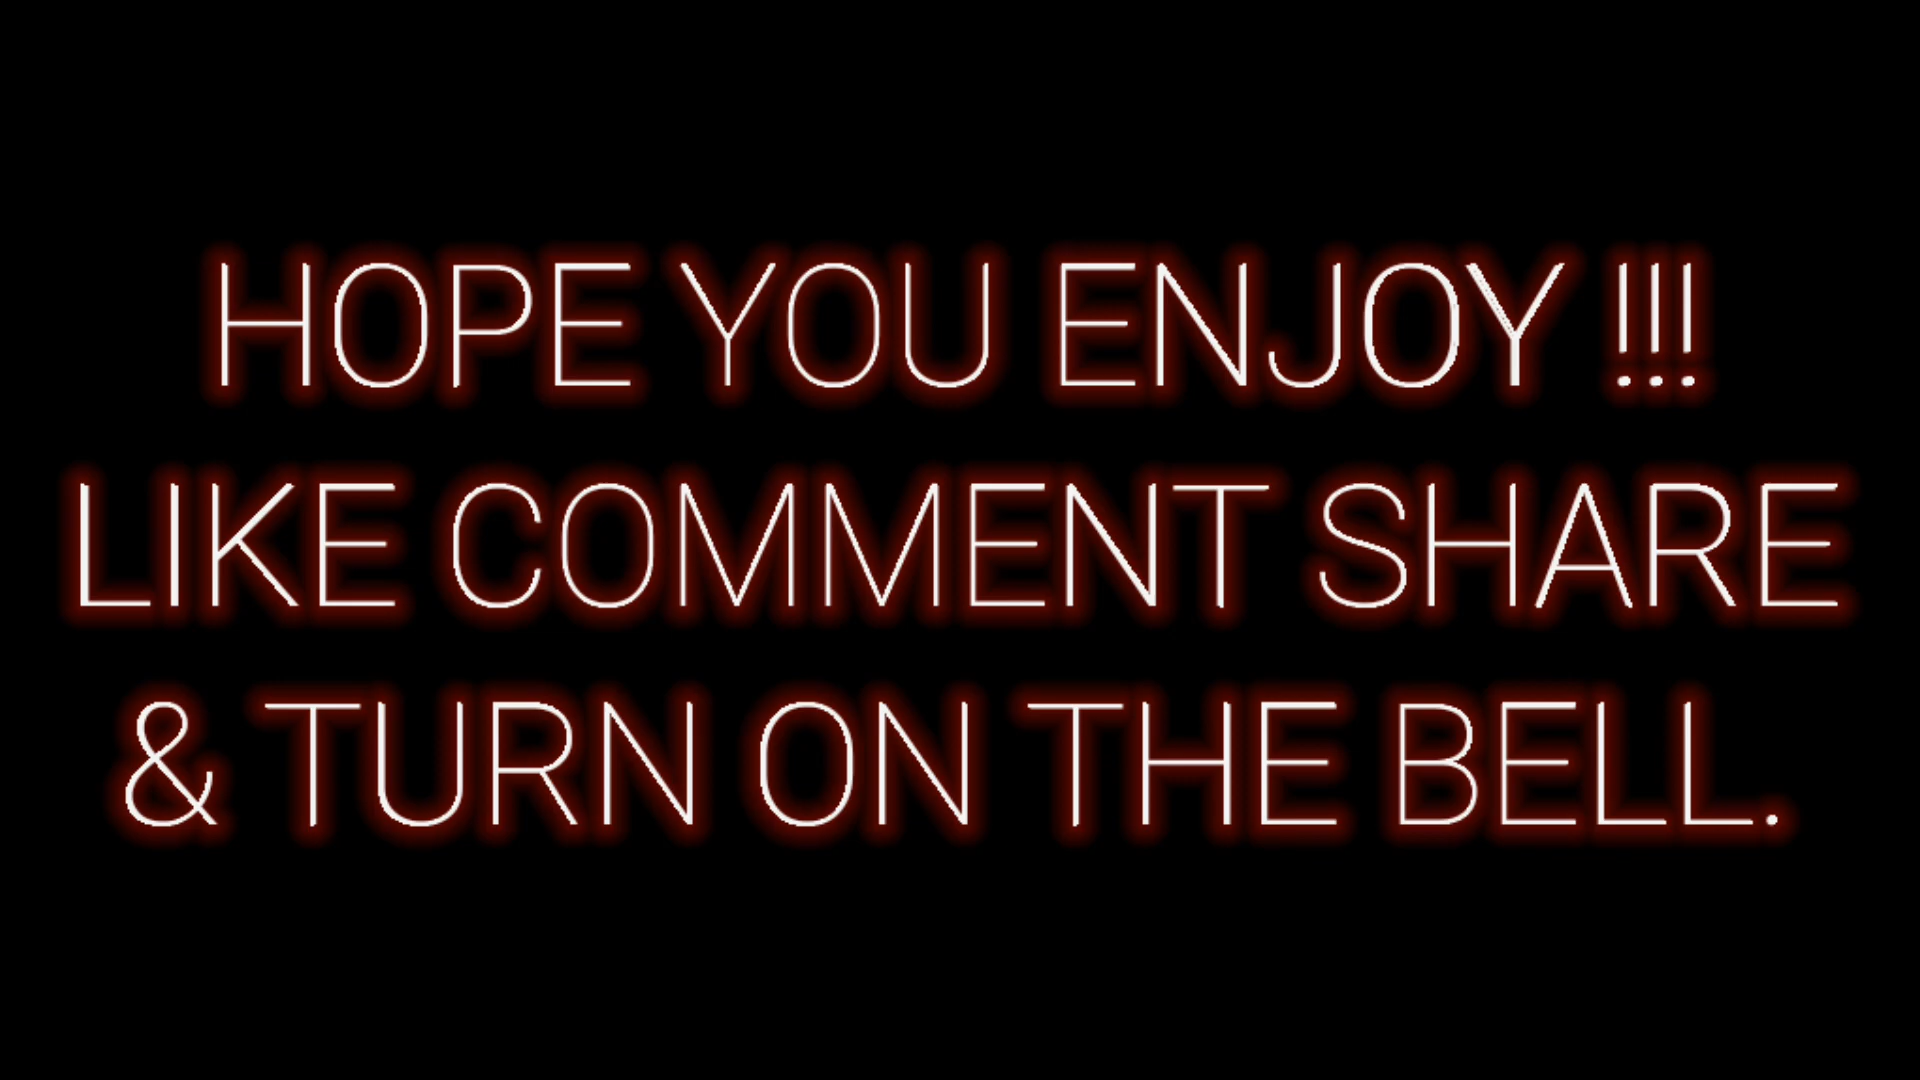 HOPE YOU ENJOY !!!
LIKE COMMENT SHARE
& TURN ON THE BELL.